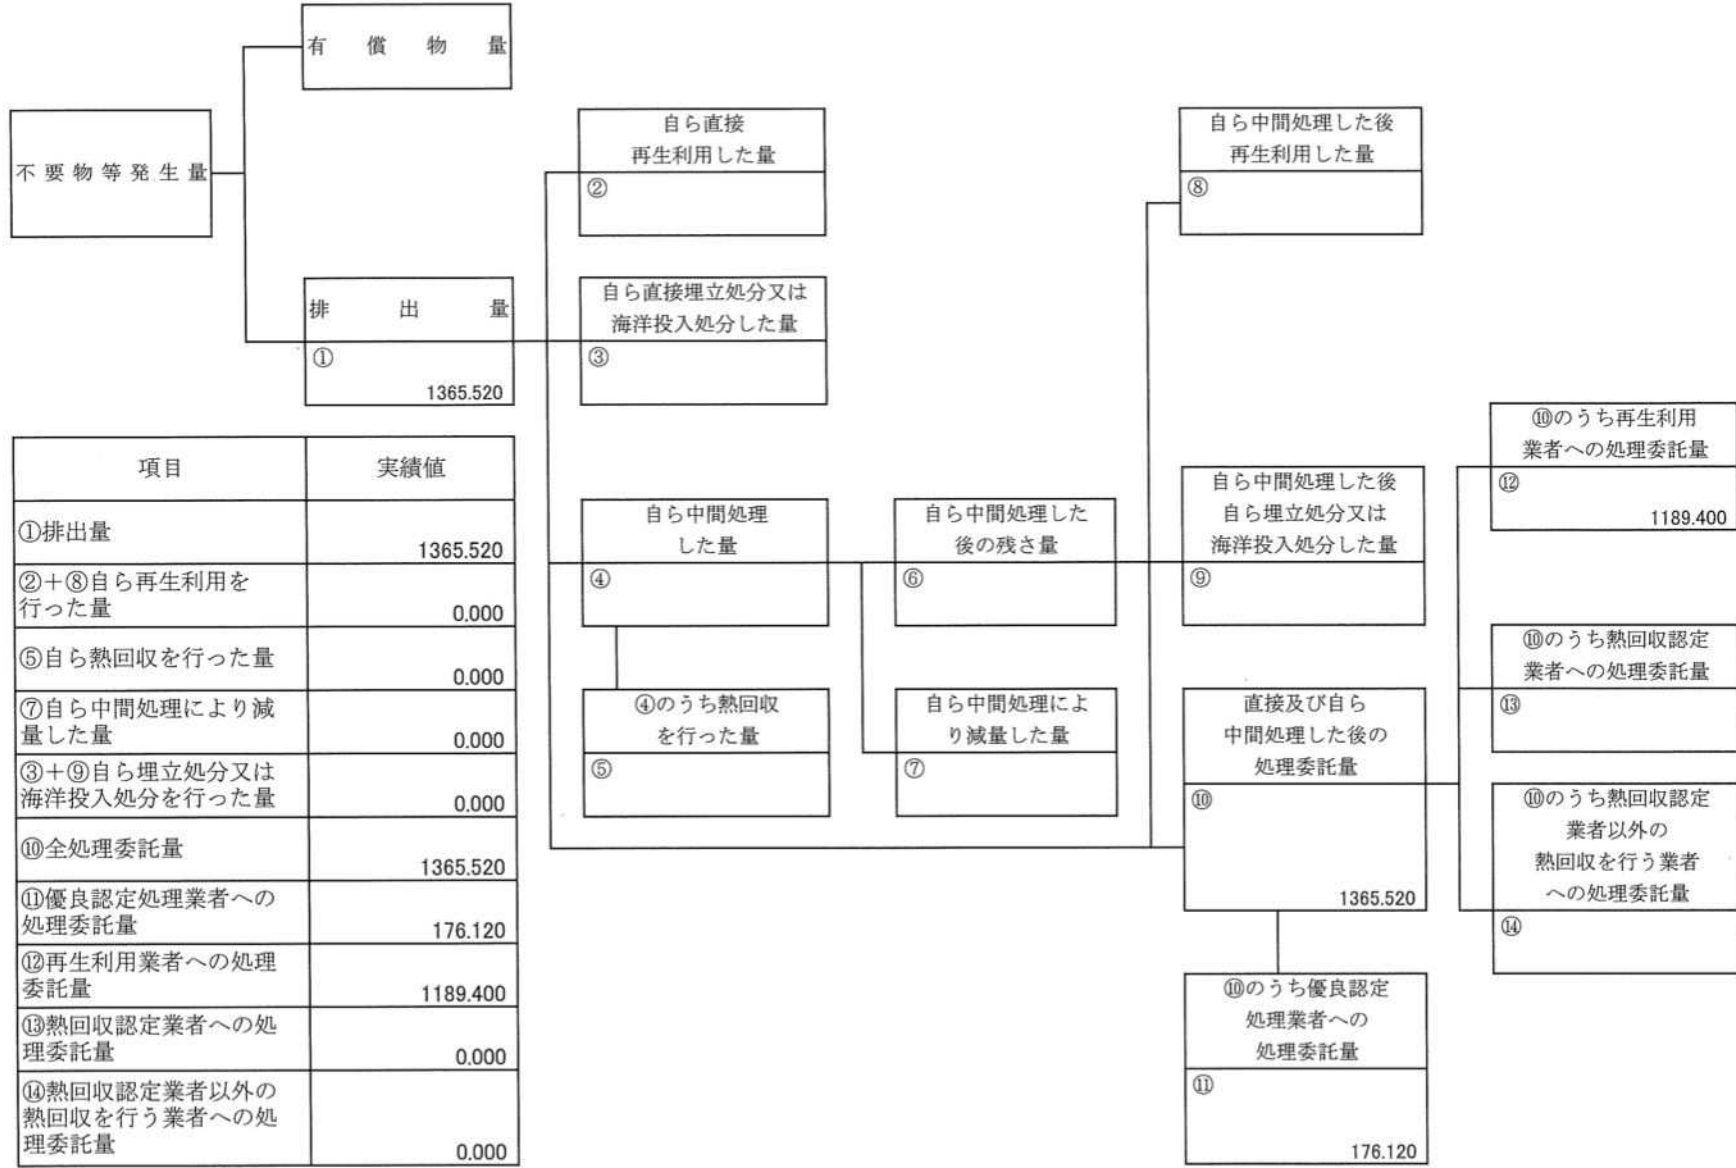 有償物量
不要物等発生量
排出量
①
1365.520
自ら直接
再生利用した量
②
自ら直接埋立処分又は
海洋投入処分した量
③
自ら中間処理
した量
④
④のうち熱回収
を行った量
⑤
自ら中間処理した
後の残さ量
⑥
自ら中間処理によ
り減量した量
⑦
自ら中間処理した後
再生利用した量
⑧
自ら中間処理した後
自ら埋立処分又は
海洋投入処分した量
⑨
直接及び自ら
中間処理した後の
処理委託量
⑩
1365.520
⑩のうち優良認定
処理業者への
処理委託量
⑪
176.120
⑩のうち再生利用
業者への処理委託量
⑫
1189.400
⑩のうち熱回収認定
業者への処理委託量
⑬
⑩のうち熱回収認定
業者以外の
熱回収を行う業者
への処理委託量
⑭
項目 実績値
①排出量
1365.520
②+⑧自ら再生利用を
行った量
0.000
⑤自ら熱回収を行った量
0.000
⑦自ら中間処理により減
量した量
0.000
③+⑨自ら埋立処分又は
海洋投入処分を行った量
0.000
⑩全処理委託量
1365.520
⑪優良認定処理業者への
処理委託量
176.120
⑫再生利用業者への処理
委託量
1189.400
⑬熱回収認定業者への処
理委託量
0.000
⑭熱回収認定業者以外の
熱回収を行う業者への処
理委託量
0.000